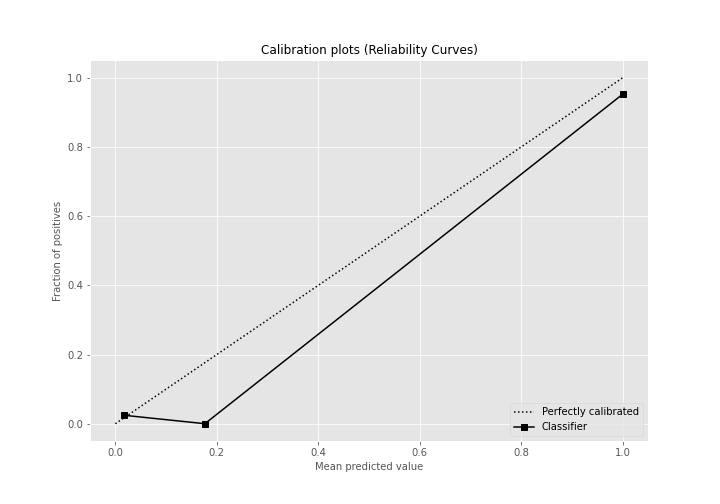 Calibration plots (Reliability Curves)
Fraction of positives
1.0
0.8
0.6
0.4
0.2
0.0
0.0 0.2 0.4 0.6 0.8 1.0
Mean predicted value
Perfectly calibrated
Classifier